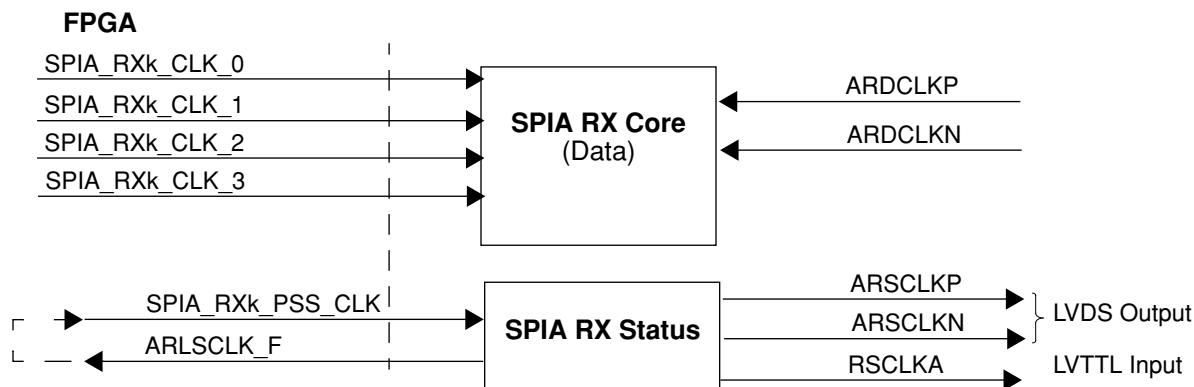 FPGA
SPIA_RXk_CLK_0
SPIA_RXk_CLK_1
SPIA_RXk_CLK_2
SPIA_RXk_CLK_3
SPIA RX Core
(Data)
ARDCLKP
ARDCLKN
SPIA_RXk_PSS_CLK
ARLSCLK_F
SPIA RX Status
ARSCLKP
ARSCLKN
LVDS Output
RSCLKA
LVTTL Input